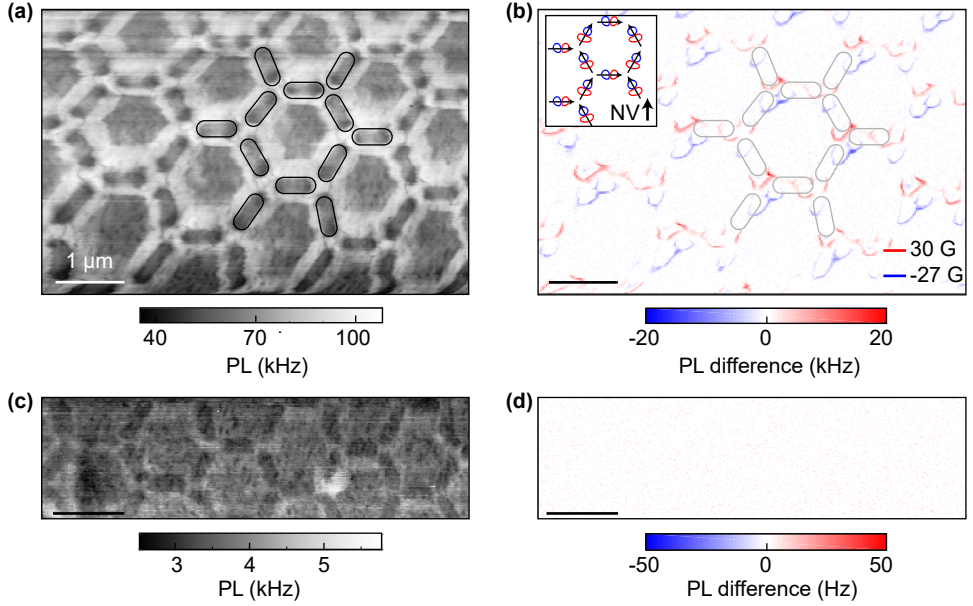 (a)
1 µm
40 70 100
PL (kHz)
(b)
NV
30 G
-27 G
-20 0 20
PL difference (kHz)
(c)
3 4 5
PL (kHz)
(d)
-50 0 50
PL difference (Hz)